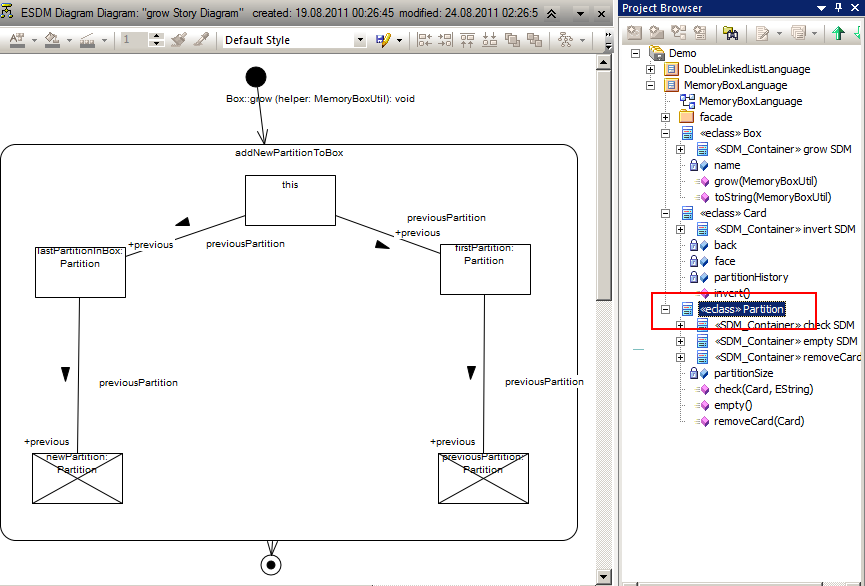 ESDM Diagram Diagram: "grow Story Diagram" created: 19.08.2011 00:26:45 modified: 24.08.2011 02:26:5
1
Default Style
Box::grow (helper: MemoryBoxUtil): void
addNewPartitionToBox
this
previousPartition
+previous
+previous
previousPartition
lastPartitionInBox:
Partition
firstPartition:
Partition
previousPartition
previousPartition
+previous
+previous
newPartition:
Partition
previousPartition:
Partition
Project Browser
Demo
DoubleLinkedListLanguage
MemoryBoxLanguage
MemoryBoxLanguage
facade
«eclass» Box
«SDM_Container» grow SDM
name
grow(MemoryBoxUtil)
toString(MemoryBoxUtil)
«eclass» Card
«SDM_Container» invert SDM
back
face
partitionHistory
invert()
«eclass» Partition
«SDM_Container» check SDM
«SDM_Container» empty SDM
«SDM_Container» removeCard
partitionSize
check(Card, EString)
empty()
removeCard(Card)